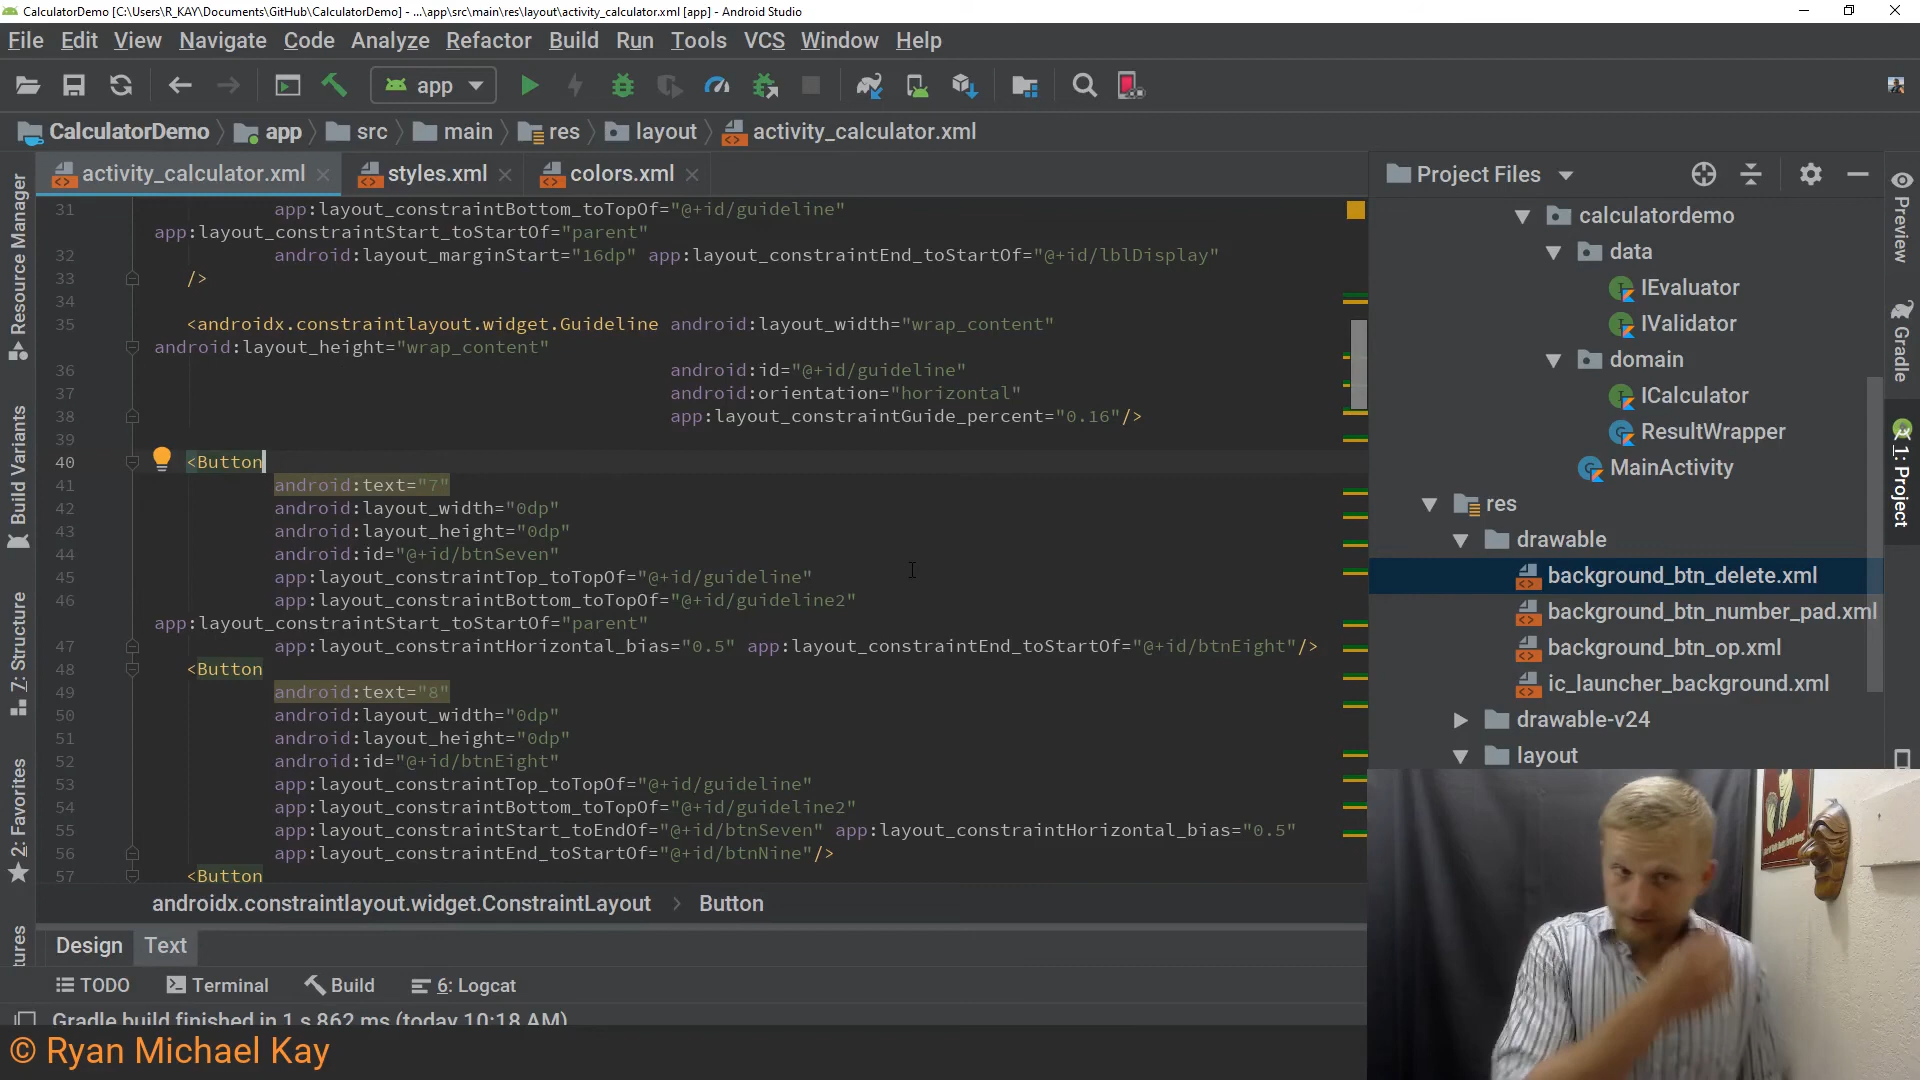 CalculatorDemo [C:\Users\R_KAY\Documents\GitHub\CalculatorDemo] - ...\app\src\main\res\layout\activity_calculator.xml [app] - Android Studio
File Edit View Navigate Code Analyze Refactor Build Run Tools VCS Window Help
app
CalculatorDemo app src main res layout activity_calculator.xml
activity_calculator.xml styles.xml colors.xml
31 app:layout_constraintBottom_toTopOf="@+id/guideline"
app:layout_constraintStart_toStartOf="parent"
32 android:layout_marginStart="16dp" app:layout_constraintEnd_toStartOf="@+id/lblDisplay"
33 />
34
35 <androidx.constraintlayout.widget.Guideline android:layout_width="wrap_content"
android:layout_height="wrap_content"
36 android:id="@+id/guideline"
37 android:orientation="horizontal"
38 app:layout_constraintGuide_percent="0.16"/>
39
40 <Button
41 android:text="7"
42 android:layout_width="0dp"
43 android:layout_height="0dp"
44 android:id="@+id/btnSeven"
45 app:layout_constraintTop_toTopOf="@+id/guideline"
46 app:layout_constraintBottom_toTopOf="@+id/guideline2"
app:layout_constraintStart_toStartOf="parent"
47 app:layout_constraintHorizontal_bias="0.5" app:layout_constraintEnd_toStartOf="@+id/btnEight"/>
48 <Button
49 android:text="8"
50 android:layout_width="0dp"
51 android:layout_height="0dp"
52 android:id="@+id/btnEight"
53 app:layout_constraintTop_toTopOf="@+id/guideline"
54 app:layout_constraintBottom_toTopOf="@+id/guideline2"
55 app:layout_constraintStart_toEndOf="@+id/btnSeven" app:layout_constraintHorizontal_bias="0.5"
56 app:layout_constraintEnd_toStartOf="@+id/btnNine"/>
57 <Button
androidx.constraintlayout.widget.ConstraintLayout > Button
Design Text
TODO Terminal Build 6: Logcat
Gradle build finished in 1 s 862 ms (today 10:18 AM)
© Ryan Michael Kay
Resource Manager
Build Variants
7: Structure
2: Favorites
Project Files
calculatordemo
data
IEvaluator
IValidator
domain
ICalculator
ResultWrapper
MainActivity
res
drawable
background_btn_delete.xml
background_btn_number_pad.xml
background_btn_op.xml
ic_launcher_background.xml
drawable-v24
layout
Preview
Gradle
1: Project